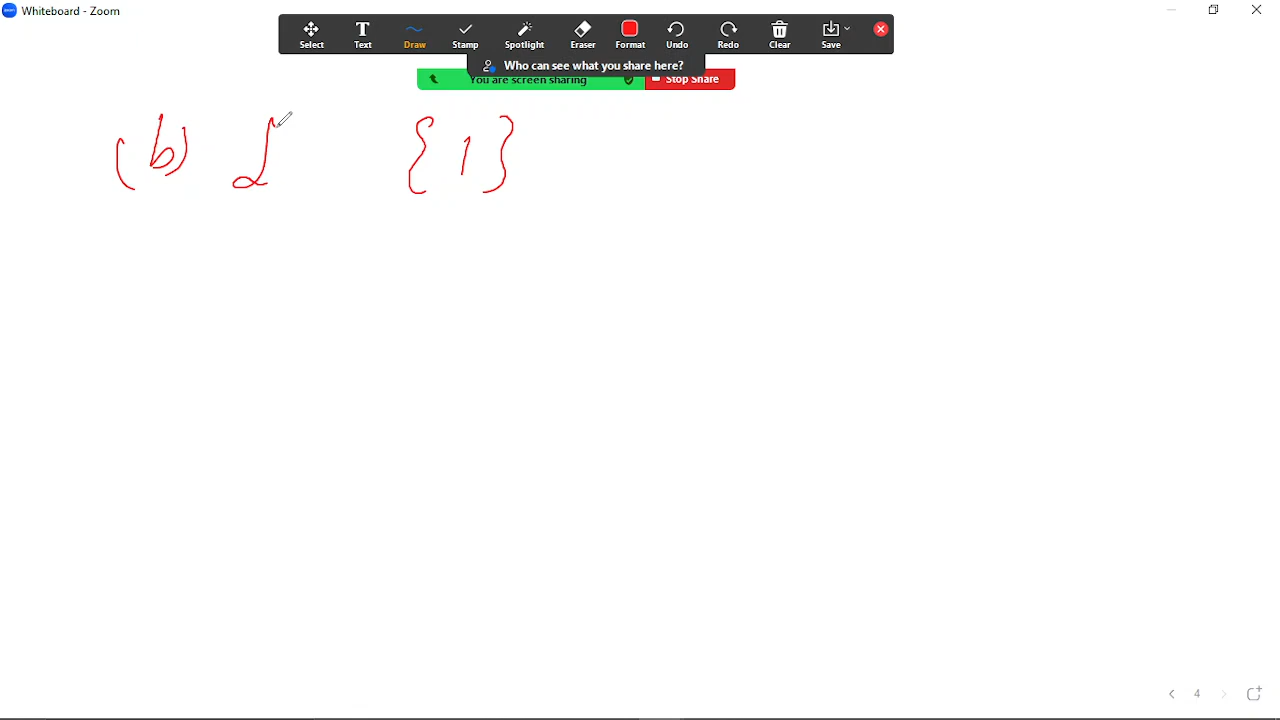 Whiteboard - Zoom
Select Text Draw Stamp Spotlight Eraser Format Undo Redo Clear Save
Who can see what you share here?
You are screen sharing Stop Share
(b) ℒ {1}
4